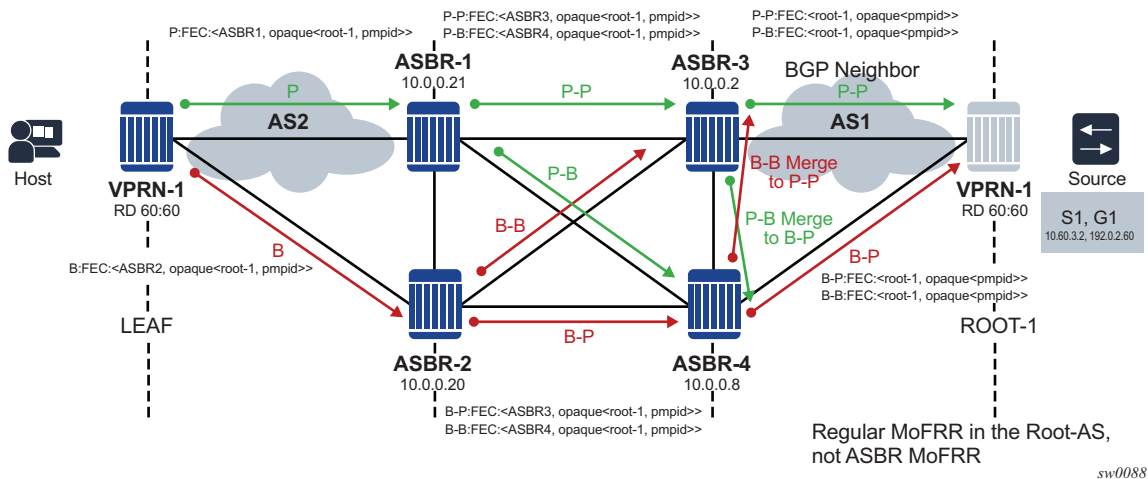 P-P:FEC:<ASBR3, opaque<root-1, pmpid>>
P-P:FEC:<root-1, opaque<pmpid>>
P:FEC:<ASBR1, opaque<root-1, pmpid>>
P-B:FEC:<ASBR4, opaque<root-1, pmpid>>
P-B:FEC:<root-1, opaque<pmpid>>
ASBR-1
10.0.0.21
ASBR-3
10.0.0.2
BGP Neighbor
P
P-P
P-P
AS2
AS1
Host
VPRN-1
RD 60:60
P-B
B-B
B-B Merge
to P-P
P-B Merge
to B-P
VPRN-1
RD 60:60
Source
S1, G1
10.60.3.2, 192.0.2.60
B
B-P
B:FEC:<ASBR2, opaque<root-1, pmpid>>
B-P:FEC:<root-1, opaque<pmpid>>
B-B:FEC:<root-1, opaque<pmpid>>
LEAF
B-P
ROOT-1
ASBR-2
10.0.0.20
ASBR-4
10.0.0.8
B-P:FEC:<ASBR3, opaque<root-1, pmpid>>
B-B:FEC:<ASBR4, opaque<root-1, pmpid>>
Regular MoFRR in the Root-AS,
not ASBR MoFRR
sw0088